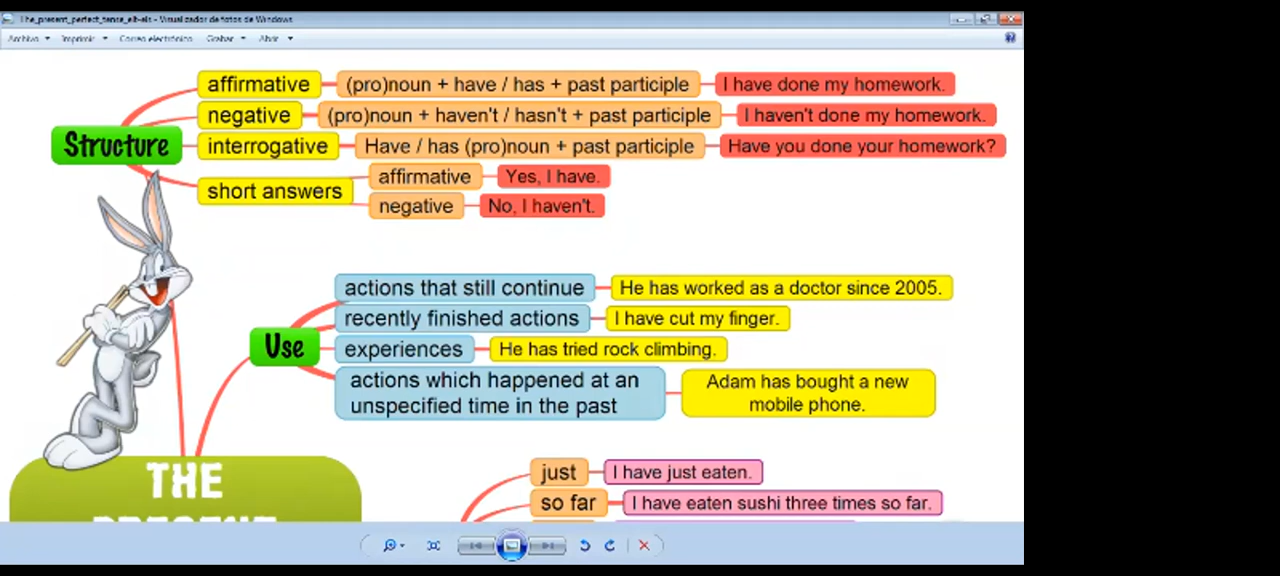 The_present_perfect_tense_elt-els - Visualizador de fotos de Windows
Archivo Imprimir Correo electrónico Grabar Abrir
affirmative (pro)noun + have / has + past participle I have done my homework.
negative (pro)noun + haven't / hasn't + past participle I haven't done my homework.
Structure
interrogative Have / has (pro)noun + past participle Have you done your homework?
short answers
affirmative Yes, I have.
negative No, I haven't.
Use
actions that still continue He has worked as a doctor since 2005.
recently finished actions I have cut my finger.
experiences He has tried rock climbing.
actions which happened at an
unspecified time in the past
Adam has bought a new
mobile phone.
THE
PRESENT
just I have just eaten.
so far I have eaten sushi three times so far.